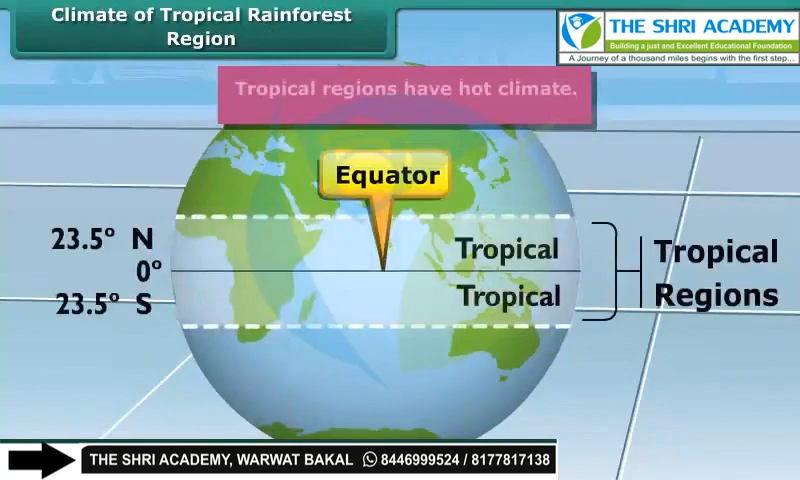 Climate of Tropical Rainforest
Region
THE SHRI ACADEMY
Building a just and Excellent Educational Foundation
A Journey of a thousand miles begins with the first step...
Tropical regions have hot climate.
Equator
23.5° N
0°
23.5° S
Tropical
Tropical
Tropical
Regions
THE SHRI ACADEMY, WARWAT BAKAL 8446999524 / 8177817138